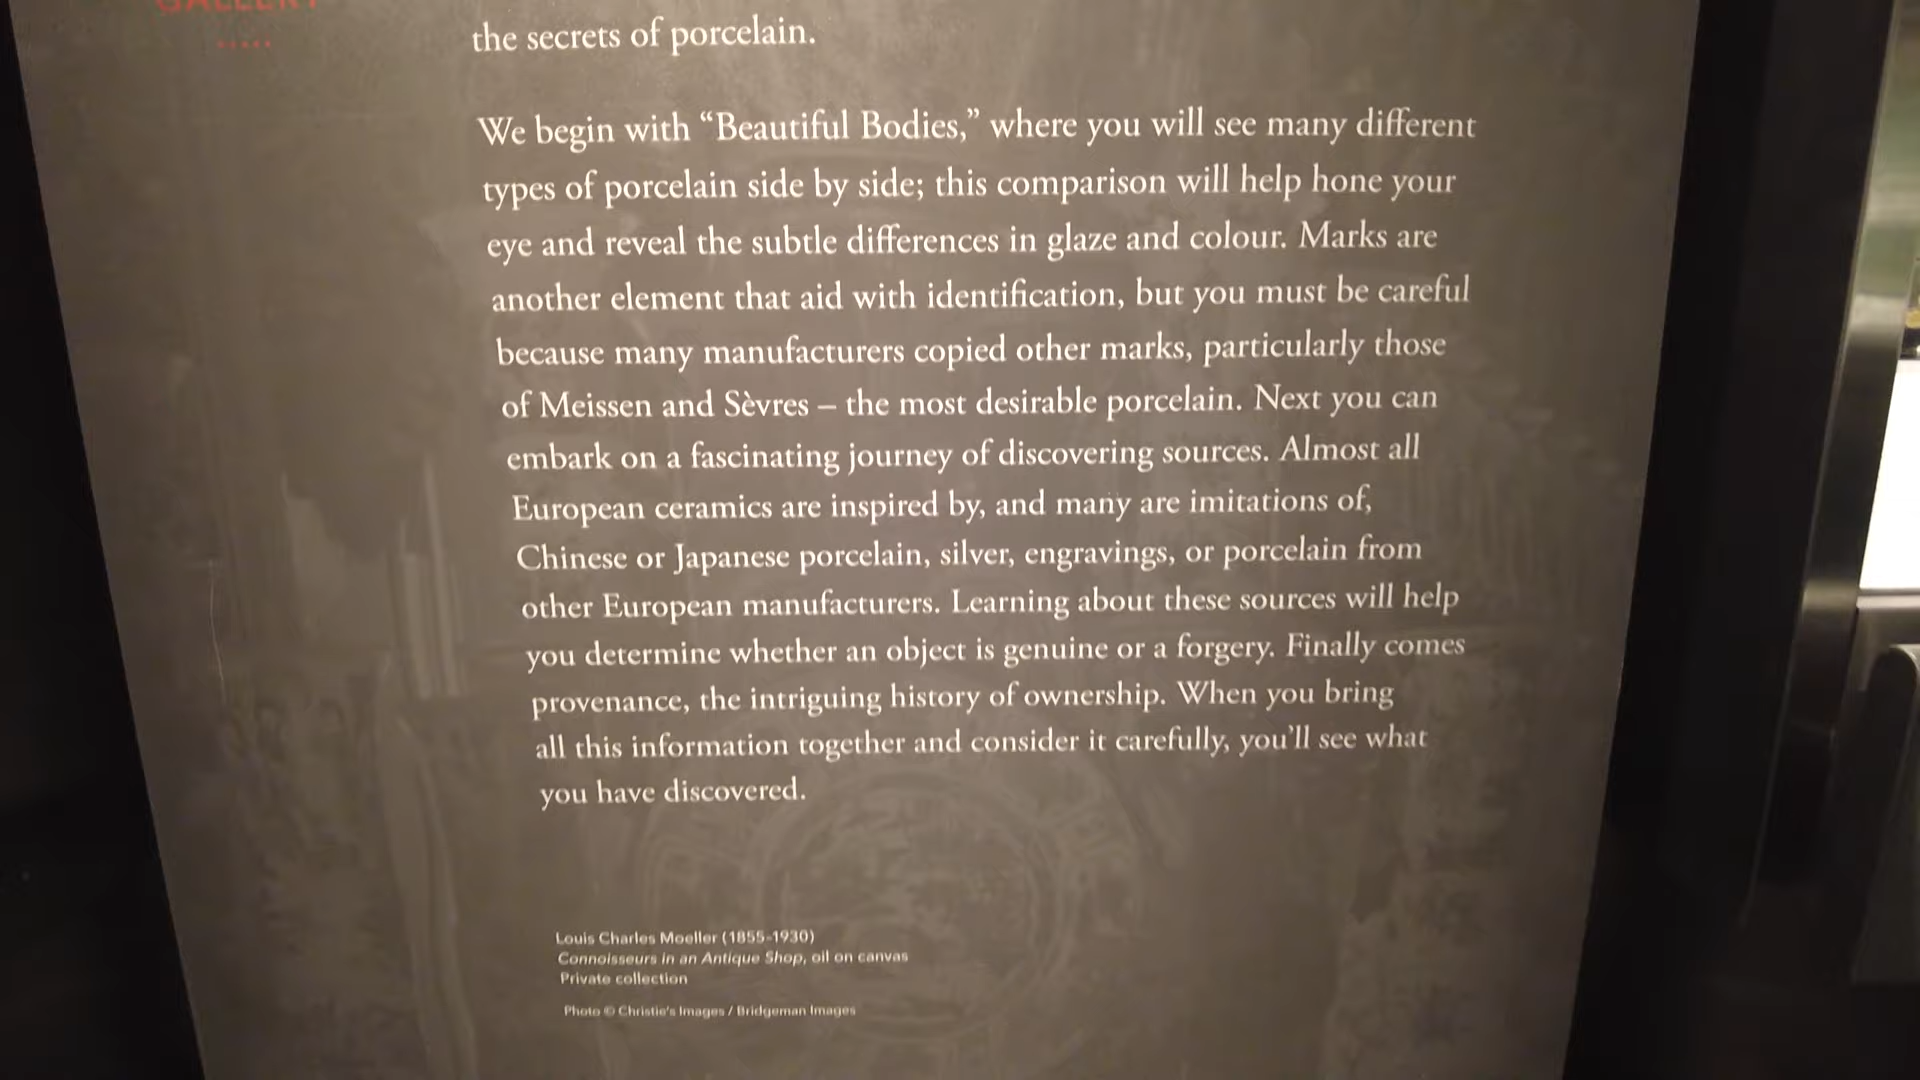 GALLERY
the secrets of porcelain.
We begin with “Beautiful Bodies,” where you will see many different
types of porcelain side by side; this comparison will help hone your
eye and reveal the subtle differences in glaze and colour. Marks are
another element that aid with identification, but you must be careful
because many manufacturers copied other marks, particularly those
of Meissen and Sèvres – the most desirable porcelain. Next you can
embark on a fascinating journey of discovering sources. Almost all
European ceramics are inspired by, and many are imitations of,
Chinese or Japanese porcelain, silver, engravings, or porcelain from
other European manufacturers. Learning about these sources will help
you determine whether an object is genuine or a forgery. Finally comes
provenance, the intriguing history of ownership. When you bring
all this information together and consider it carefully, you’ll see what
you have discovered.
Louis Charles Moeller (1855-1930)
Connoisseurs in an Antique Shop, oil on canvas
Private collection
Photo © Christie's Images / Bridgeman Images